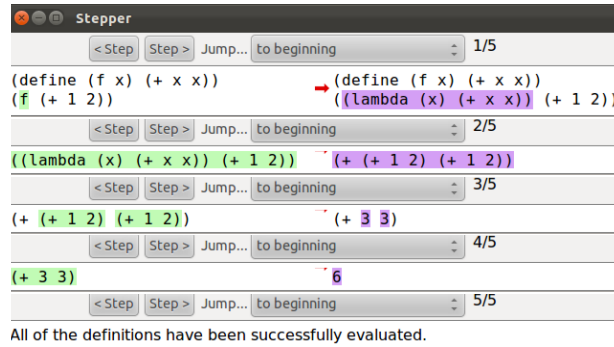 Stepper
< Step Step > Jump... to beginning 1/5
(define (f x) (+ x x)) (define (f x) (+ x x))
(f (+ 1 2)) ((lambda (x) (+ x x)) (+ 1 2))
< Step Step > Jump... to beginning 2/5
((lambda (x) (+ x x)) (+ 1 2)) (+ (+ 1 2) (+ 1 2))
< Step Step > Jump... to beginning 3/5
(+ (+ 1 2) (+ 1 2)) (+ 3 3)
< Step Step > Jump... to beginning 4/5
(+ 3 3) 6
< Step Step > Jump... to beginning 5/5
All of the definitions have been successfully evaluated.